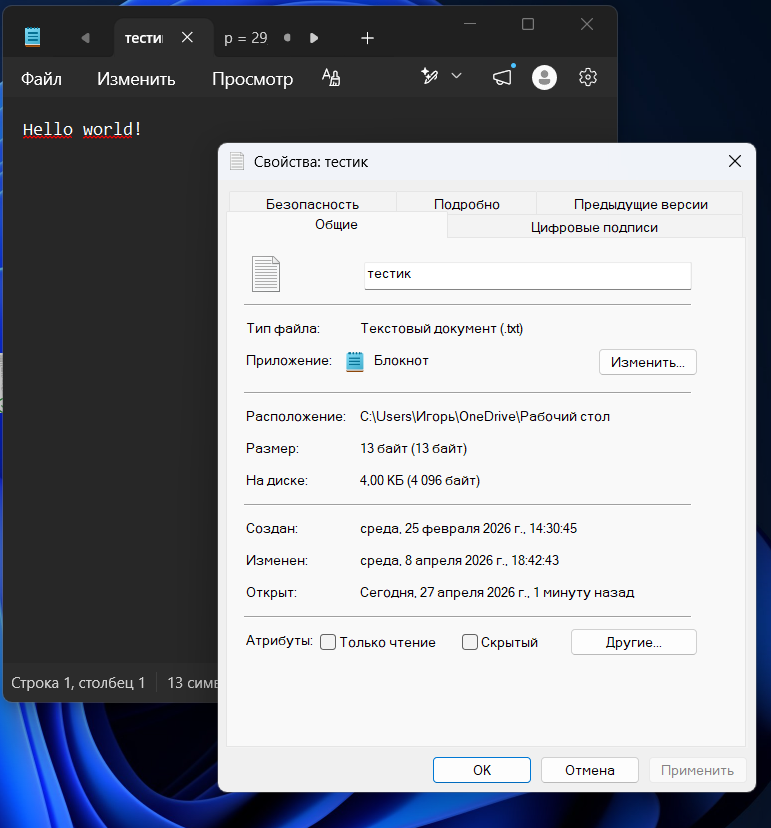 тести
p = 29
Файл Изменить Просмотр
Hello world!
Свойства: тестик
Безопасность Подробно Предыдущие версии
Общие Цифровые подписи
тестик
Тип файла: Текстовый документ (.txt)
Приложение: Блокнот Изменить...
Расположение: C:\Users\Игорь\OneDrive\Рабочий стол
Размер: 13 байт (13 байт)
На диске: 4,00 КБ (4 096 байт)
Создан: среда, 25 февраля 2026 г., 14:30:45
Изменен: среда, 8 апреля 2026 г., 18:42:43
Открыт: Сегодня, 27 апреля 2026 г., 1 минуту назад
Атрибуты: Только чтение Скрытый Другие...
Строка 1, столбец 1 13 симв
OK Отмена Применить